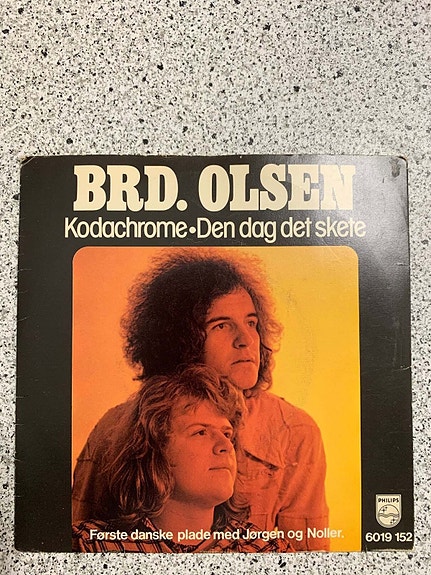 BRD. OLSEN
Kodachrome•Den dag det skete
Første danske plade med Jørgen og Noller.
PHILIPS
6019 152